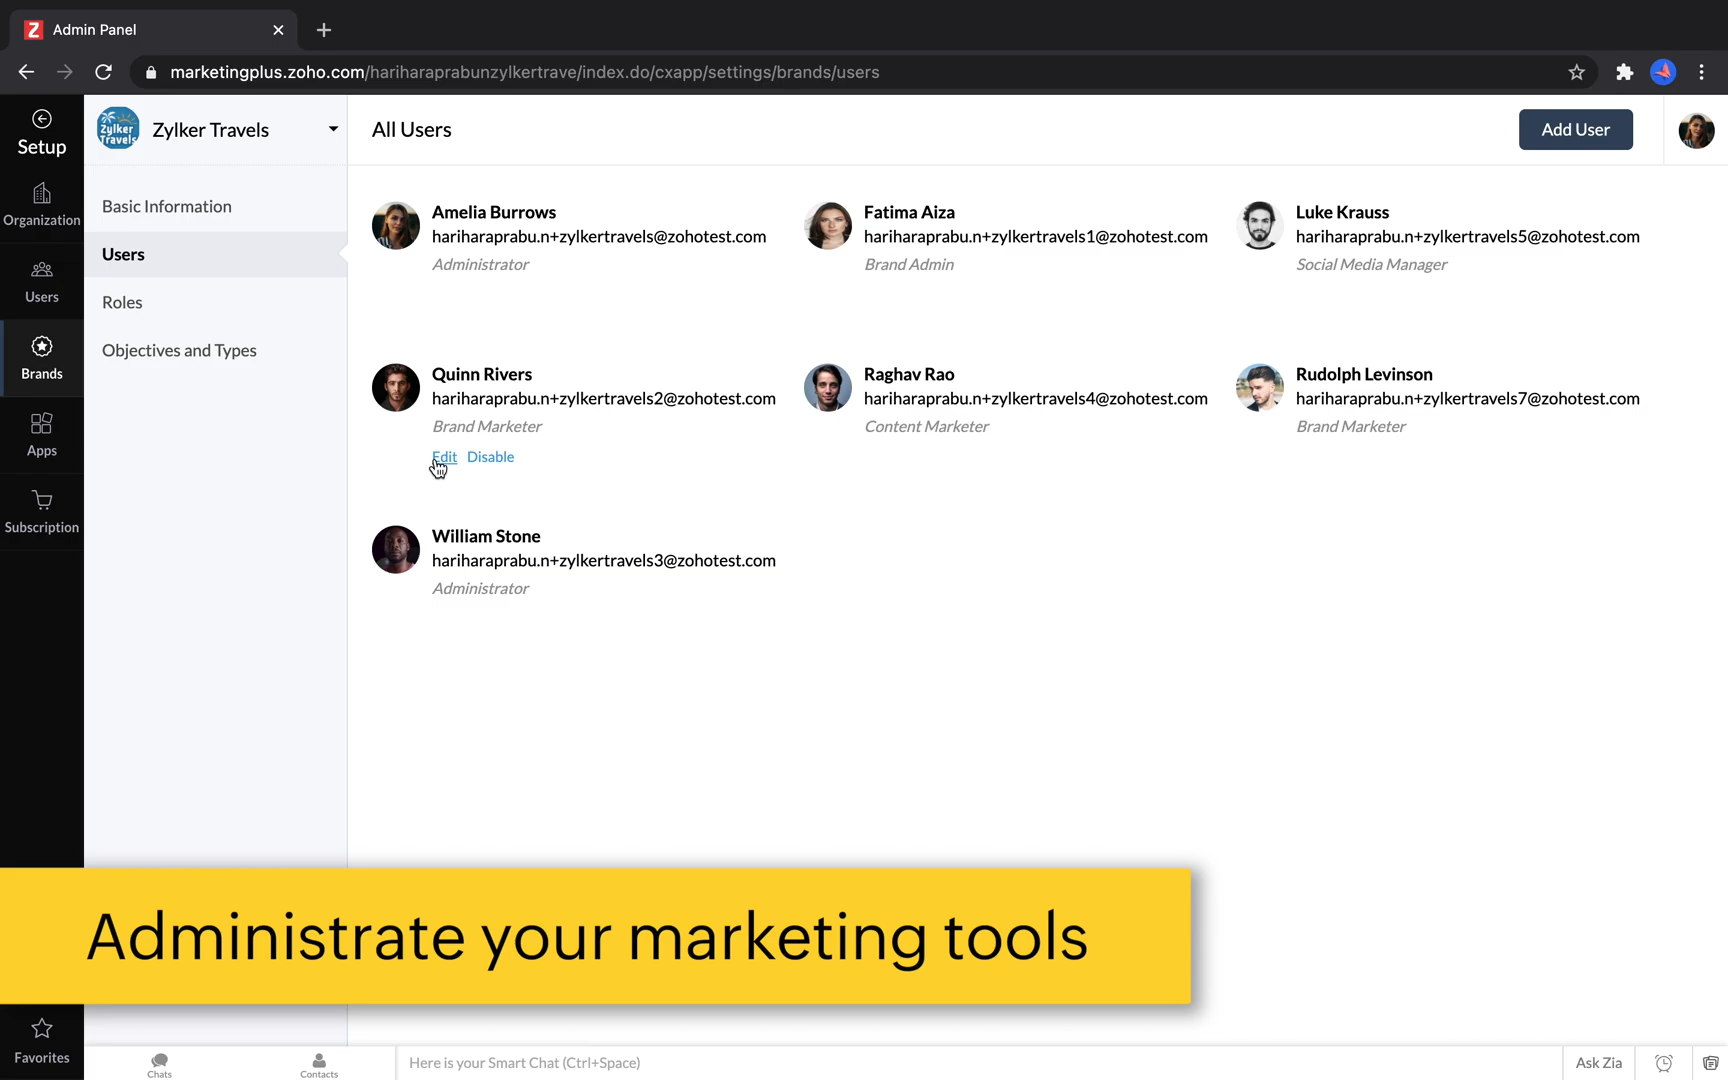 Admin Panel
marketingplus.zoho.com/hariharaprabunzylkertrave/index.do/cxapp/settings/brands/users
Setup
Organization
Users
Brands
Apps
Subscription
Favorites
Zylker Travels
Zylker Travels
Basic Information
Users
Roles
Objectives and Types
All Users
Add User
Amelia Burrows
hariharaprabu.n+zylkertravels@zohotest.com
Administrator
Fatima Aiza
hariharaprabu.n+zylkertravels1@zohotest.com
Brand Admin
Luke Krauss
hariharaprabu.n+zylkertravels5@zohotest.com
Social Media Manager
Quinn Rivers
hariharaprabu.n+zylkertravels2@zohotest.com
Brand Marketer
Edit Disable
Raghav Rao
hariharaprabu.n+zylkertravels4@zohotest.com
Content Marketer
Rudolph Levinson
hariharaprabu.n+zylkertravels7@zohotest.com
Brand Marketer
William Stone
hariharaprabu.n+zylkertravels3@zohotest.com
Administrator
Administrate your marketing tools
Chats
Contacts
Here is your Smart Chat (Ctrl+Space)
Ask Zia